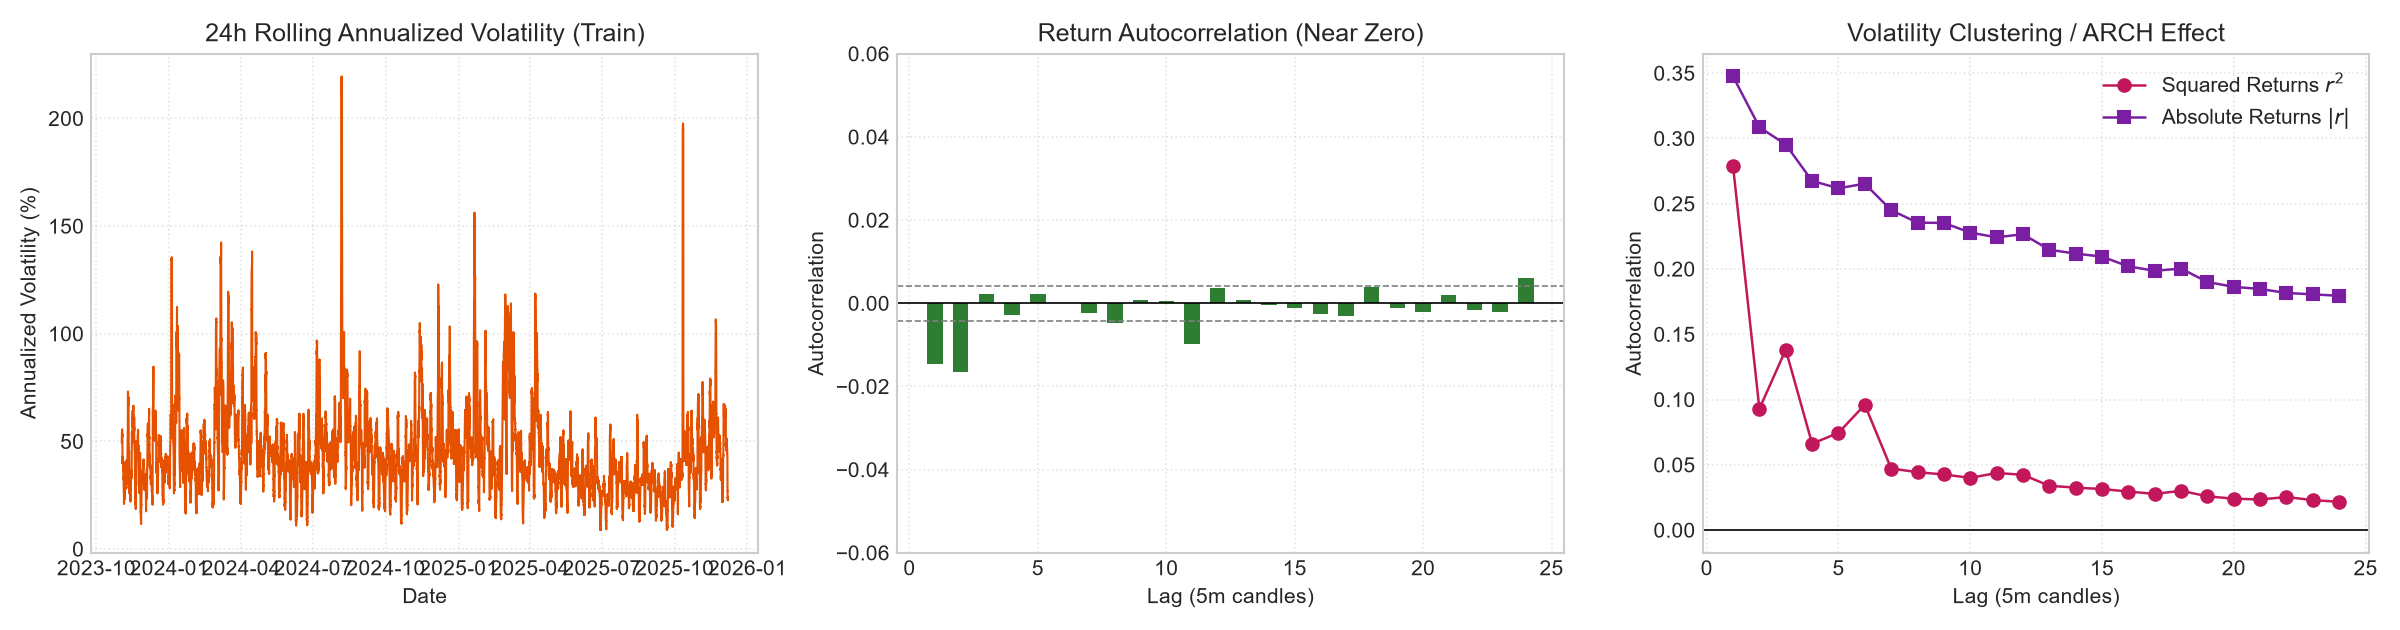 24h Rolling Annualized Volatility (Train)
Annualized Volatility (%)
200
150
100
50
0
2023-10 2024-01 2024-04 2024-07 2024-10 2025-01 2025-04 2025-07 2025-10 2026-01
Date
Return Autocorrelation (Near Zero)
Autocorrelation
0.06
0.04
0.02
0.00
−0.02
−0.04
−0.06
0 5 10 15 20 25
Lag (5m candles)
Volatility Clustering / ARCH Effect
Squared Returns r²
Absolute Returns |r|
Autocorrelation
0.35
0.30
0.25
0.20
0.15
0.10
0.05
0.00
0 5 10 15 20 25
Lag (5m candles)